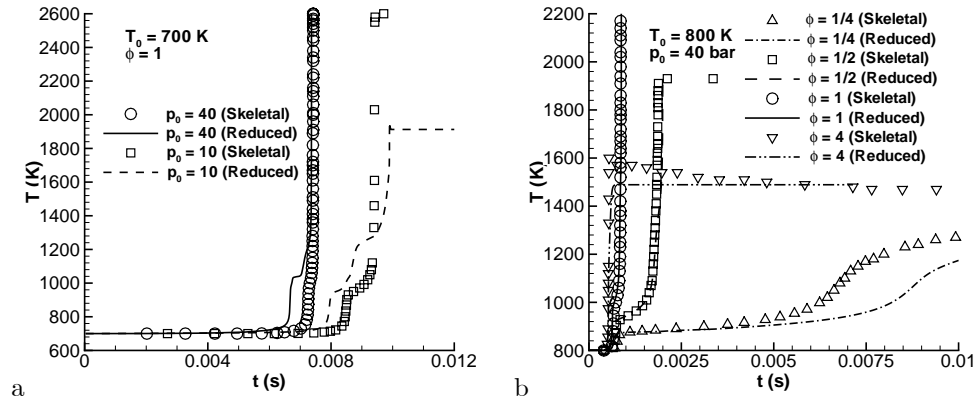 2600
2400
2200
2000
1800
1600
1400
1200
1000
800
600
T (K)
T₀ = 700 K
ϕ = 1
p₀ = 40 (Skeletal)
p₀ = 40 (Reduced)
p₀ = 10 (Skeletal)
p₀ = 10 (Reduced)
0 0.004 0.008 0.012
t (s)
a
2200
2000
1800
1600
1400
1200
1000
800
T (K)
T₀ = 800 K
p₀ = 40 bar
ϕ = 1/4 (Skeletal)
ϕ = 1/4 (Reduced)
ϕ = 1/2 (Skeletal)
ϕ = 1/2 (Reduced)
ϕ = 1 (Skeletal)
ϕ = 1 (Reduced)
ϕ = 4 (Skeletal)
ϕ = 4 (Reduced)
0 0.0025 0.005 0.0075 0.01
t (s)
b